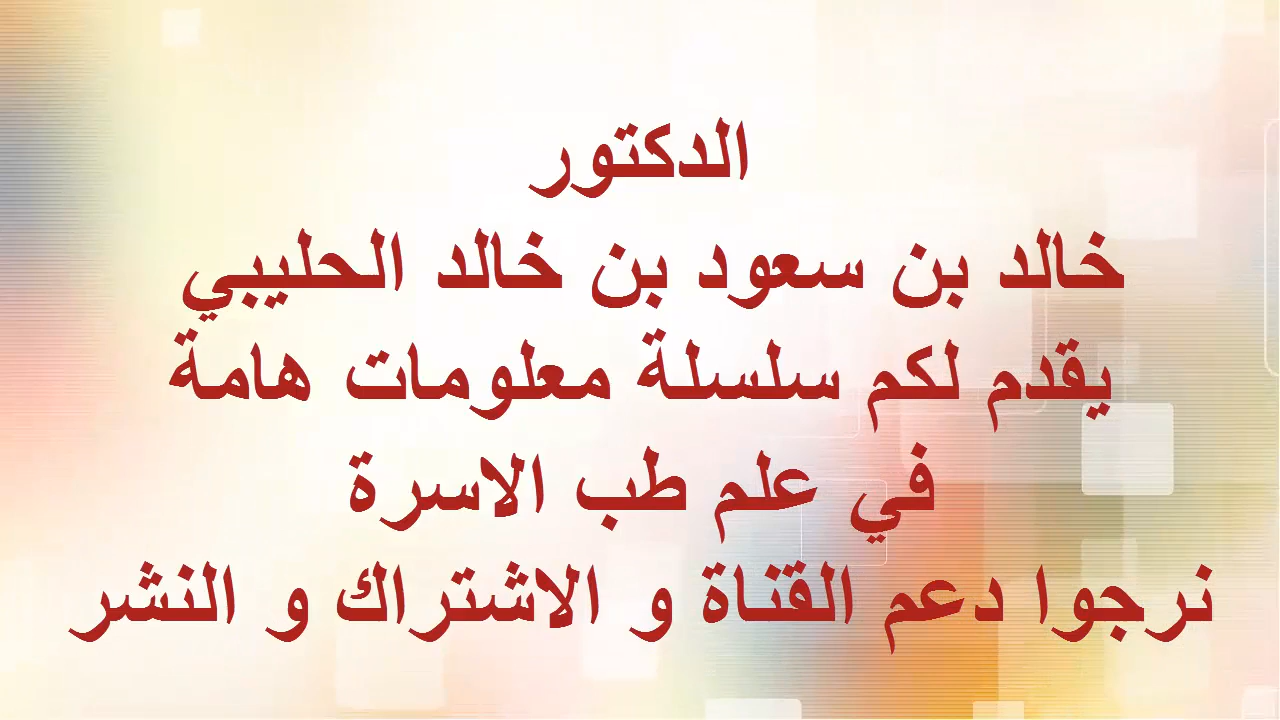 الدكتور
خالد بن سعود بن خالد الحليبي
يقدم لكم سلسلة معلومات هامة
في علم طب الاسرة
نرجوا دعم القناة و الاشتراك و النشر